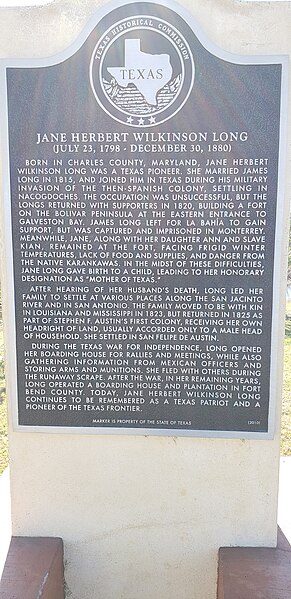 TEXAS HISTORICAL COMMISSION
TEXAS
JANE HERBERT WILKINSON LONG
(JULY 23, 1798 - DECEMBER 30, 1880)
BORN IN CHARLES COUNTY, MARYLAND, JANE HERBERT
WILKINSON LONG WAS A TEXAS PIONEER. SHE MARRIED JAMES
LONG IN 1815, AND JOINED HIM IN TEXAS DURING HIS MILITARY
INVASION OF THE THEN-SPANISH COLONY, SETTLING IN
NACOGDOCHES. THE OCCUPATION WAS UNSUCCESSFUL, BUT THE
LONGS RETURNED WITH SUPPORTERS IN 1820, BUILDING A FORT
ON THE BOLIVAR PENINSULA AT THE EASTERN ENTRANCE TO
GALVESTON BAY. JAMES LONG LEFT FOR LA BAHÍA TO GAIN
SUPPORT, BUT WAS CAPTURED AND IMPRISONED IN MONTERREY.
MEANWHILE, JANE, ALONG WITH HER DAUGHTER ANN AND SLAVE
KIAN, REMAINED AT THE FORT, FACING FRIGID WINTER
TEMPERATURES, LACK OF FOOD AND SUPPLIES, AND DANGER FROM
THE NATIVE KARANKAWAS. IN THE MIDST OF THESE DIFFICULTIES,
JANE LONG GAVE BIRTH TO A CHILD, LEADING TO HER HONORARY
DESIGNATION AS "MOTHER OF TEXAS."
AFTER HEARING OF HER HUSBAND'S DEATH, LONG LED HER
FAMILY TO SETTLE AT VARIOUS PLACES ALONG THE SAN JACINTO
RIVER AND IN SAN ANTONIO. THE FAMILY MOVED TO BE WITH KIN
IN LOUISIANA AND MISSISSIPPI IN 1823, BUT RETURNED IN 1825 AS
PART OF STEPHEN F. AUSTIN'S FIRST COLONY, RECEIVING HER OWN
HEADRIGHT OF LAND, USUALLY ACCORDED ONLY TO A MALE HEAD
OF HOUSEHOLD. SHE SETTLED IN SAN FELIPE DE AUSTIN.
DURING THE TEXAS WAR FOR INDEPENDENCE, LONG OPENED
HER BOARDING HOUSE FOR RALLIES AND MEETINGS, WHILE ALSO
GATHERING INFORMATION FROM MEXICAN OFFICERS AND
STORING ARMS AND MUNITIONS. SHE FLED WITH OTHERS DURING
THE RUNAWAY SCRAPE. AFTER THE WAR, IN HER REMAINING YEARS,
LONG OPERATED A BOARDING HOUSE AND PLANTATION IN FORT
BEND COUNTY. TODAY, JANE HERBERT WILKINSON LONG
CONTINUES TO BE REMEMBERED AS A TEXAS PATRIOT AND A
PIONEER OF THE TEXAS FRONTIER.
(2010)
MARKER IS PROPERTY OF THE STATE OF TEXAS